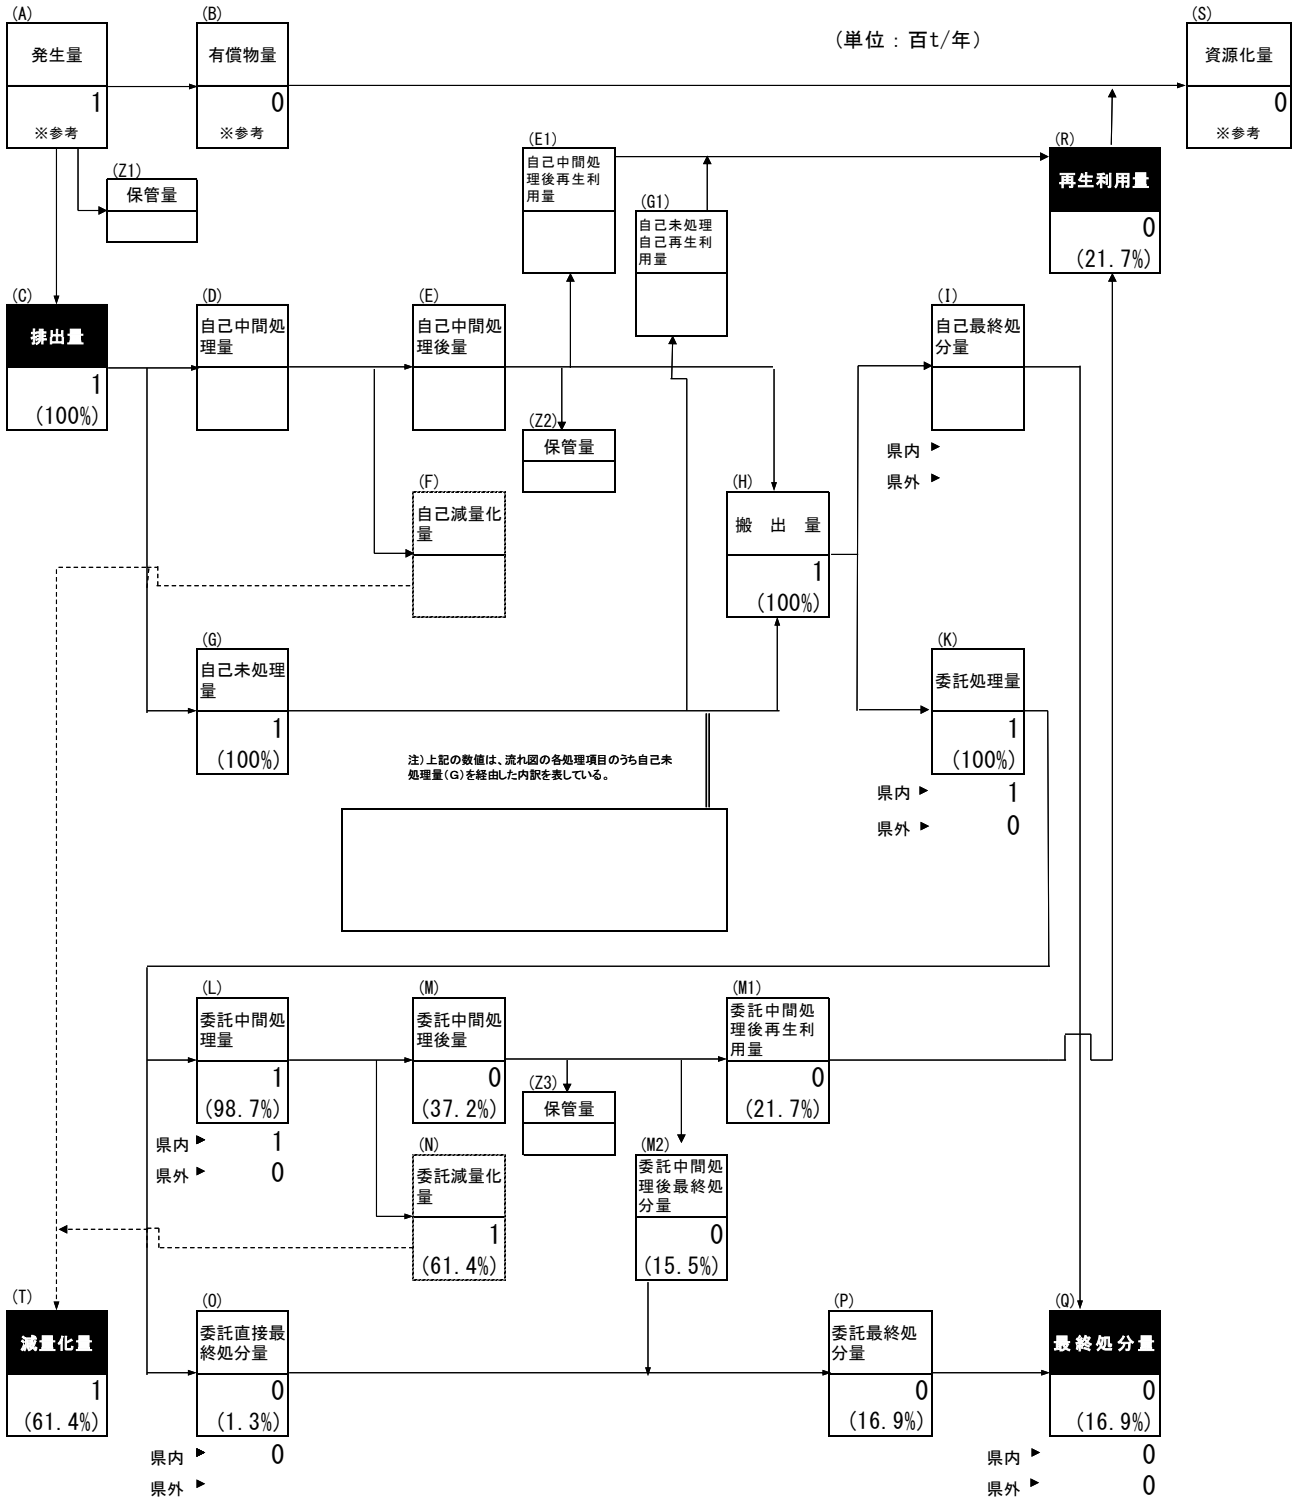 (A)
発生量
1
※参考
(B)
有償物量
0
※参考
(単位：百t/年)
(S)
資源化量
0
※参考
(Z1)
保管量
(E1)
自己中間処
理後再生利
用量
(G1)
自己未処理
自己再生利
用量
(R)
再生利用量
0
(21.7%)
(C)
排出量
1
(100%)
(D)
自己中間処
理量
(E)
自己中間処
理後量
(Z2)
保管量
(F)
自己減量化
量
(I)
自己最終処
分量
県内
県外
(H)
搬 出 量
1
(100%)
(G)
自己未処理
量
1
(100%)
(K)
委託処理量
1
(100%)
県内 1
県外 0
注)上記の数値は、流れ図の各処理項目のうち自己未
処理量(G)を経由した内訳を表している。
(L)
委託中間処
理量
1
(98.7%)
県内 1
県外 0
(M)
委託中間処
理後量
0
(37.2%)
(Z3)
保管量
(M1)
委託中間処
理後再生利
用量
0
(21.7%)
(N)
委託減量化
量
1
(61.4%)
(M2)
委託中間処
理後最終処
分量
0
(15.5%)
(T)
減量化量
1
(61.4%)
(O)
委託直接最
終処分量
0
(1.3%)
県内 0
県外
(P)
委託最終処
分量
0
(16.9%)
(Q)
最終処分量
0
(16.9%)
県内 0
県外 0